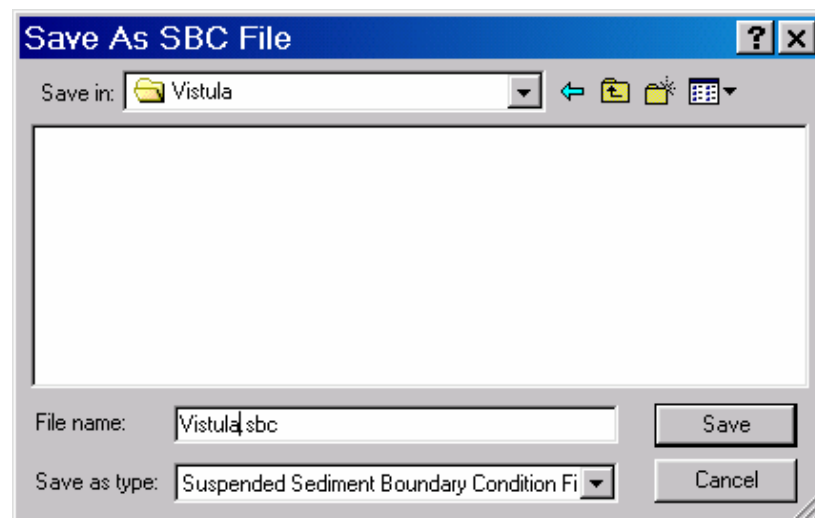 Save As SBC File
Save in: Vistula
File name: Vistula.sbc Save
Save as type: Suspended Sediment Boundary Condition Fi Cancel